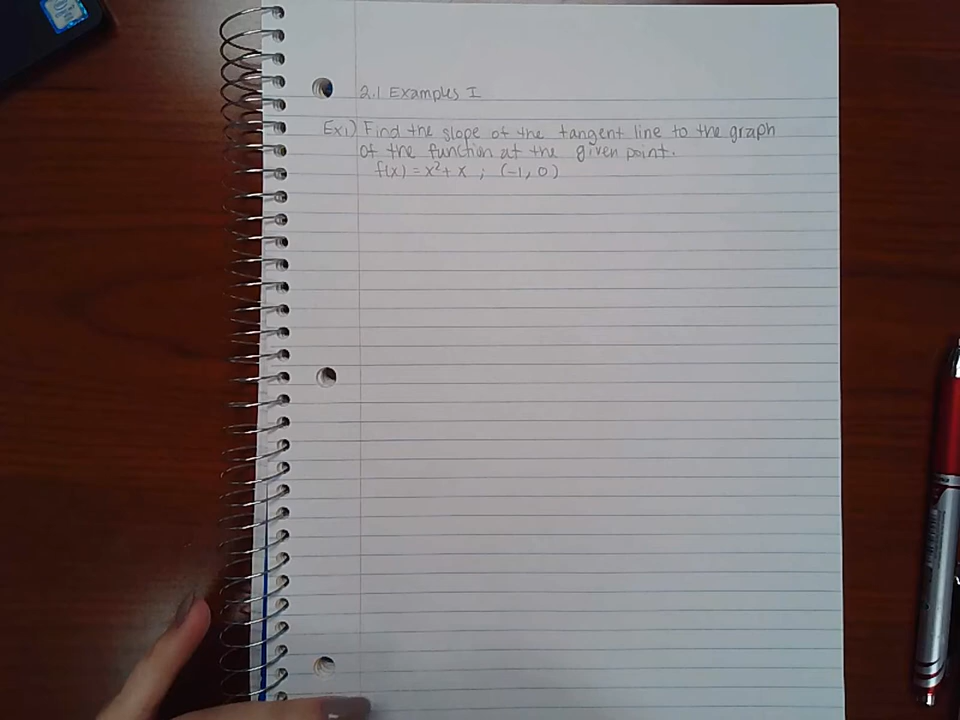 2.1 Examples I
Ex1) Find the slope of the tangent line to the graph
of the function at the given point.
f(x) = x² + x ; (-1, 0)